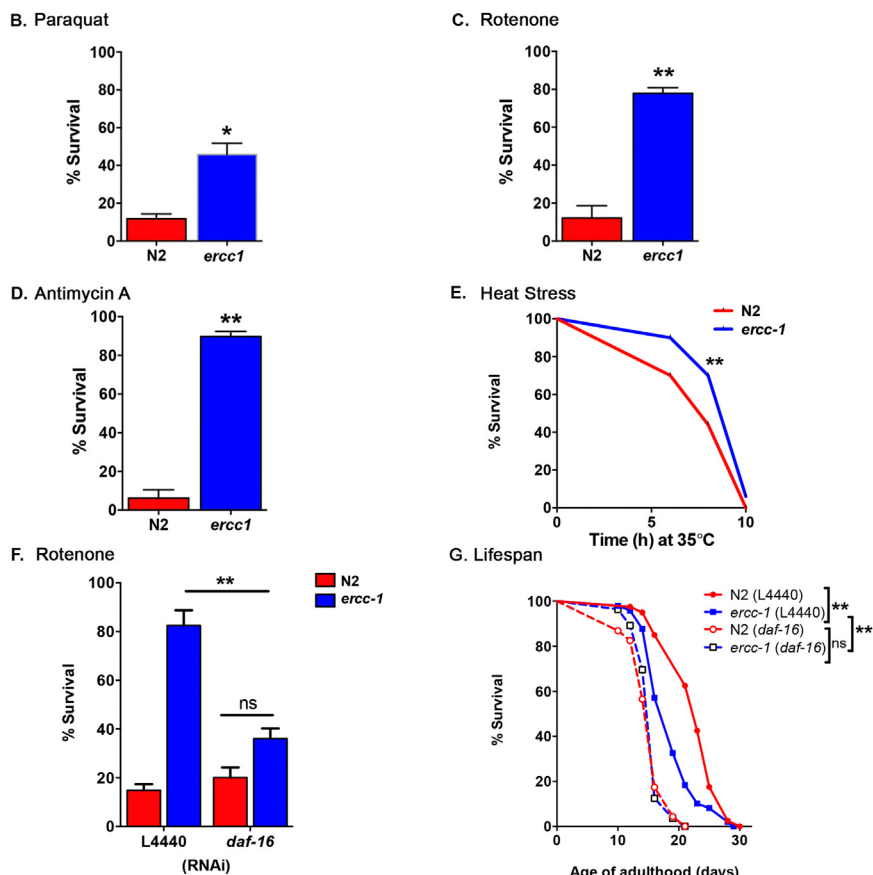 B. Paraquat
100
80
60
40
20
0
% Survival
*
N2
ercc1
C. Rotenone
100
80
60
40
20
0
% Survival
**
N2
ercc1
D. Antimycin A
100
80
60
40
20
0
% Survival
**
N2
ercc1
E. Heat Stress
N2
ercc-1
100
80
60
40
20
0
% Survival
**
0
5
10
Time (h) at 35°C
F. Rotenone
N2
ercc-1
100
80
60
40
20
0
% Survival
**
ns
L4440
daf-16
(RNAi)
G. Lifespan
N2 (L4440)
ercc-1 (L4440)
N2 (daf-16)
ercc-1 (daf-16)
**
ns
**
100
80
60
40
20
0
% Survival
0
10
20
30
Age of adulthood (days)